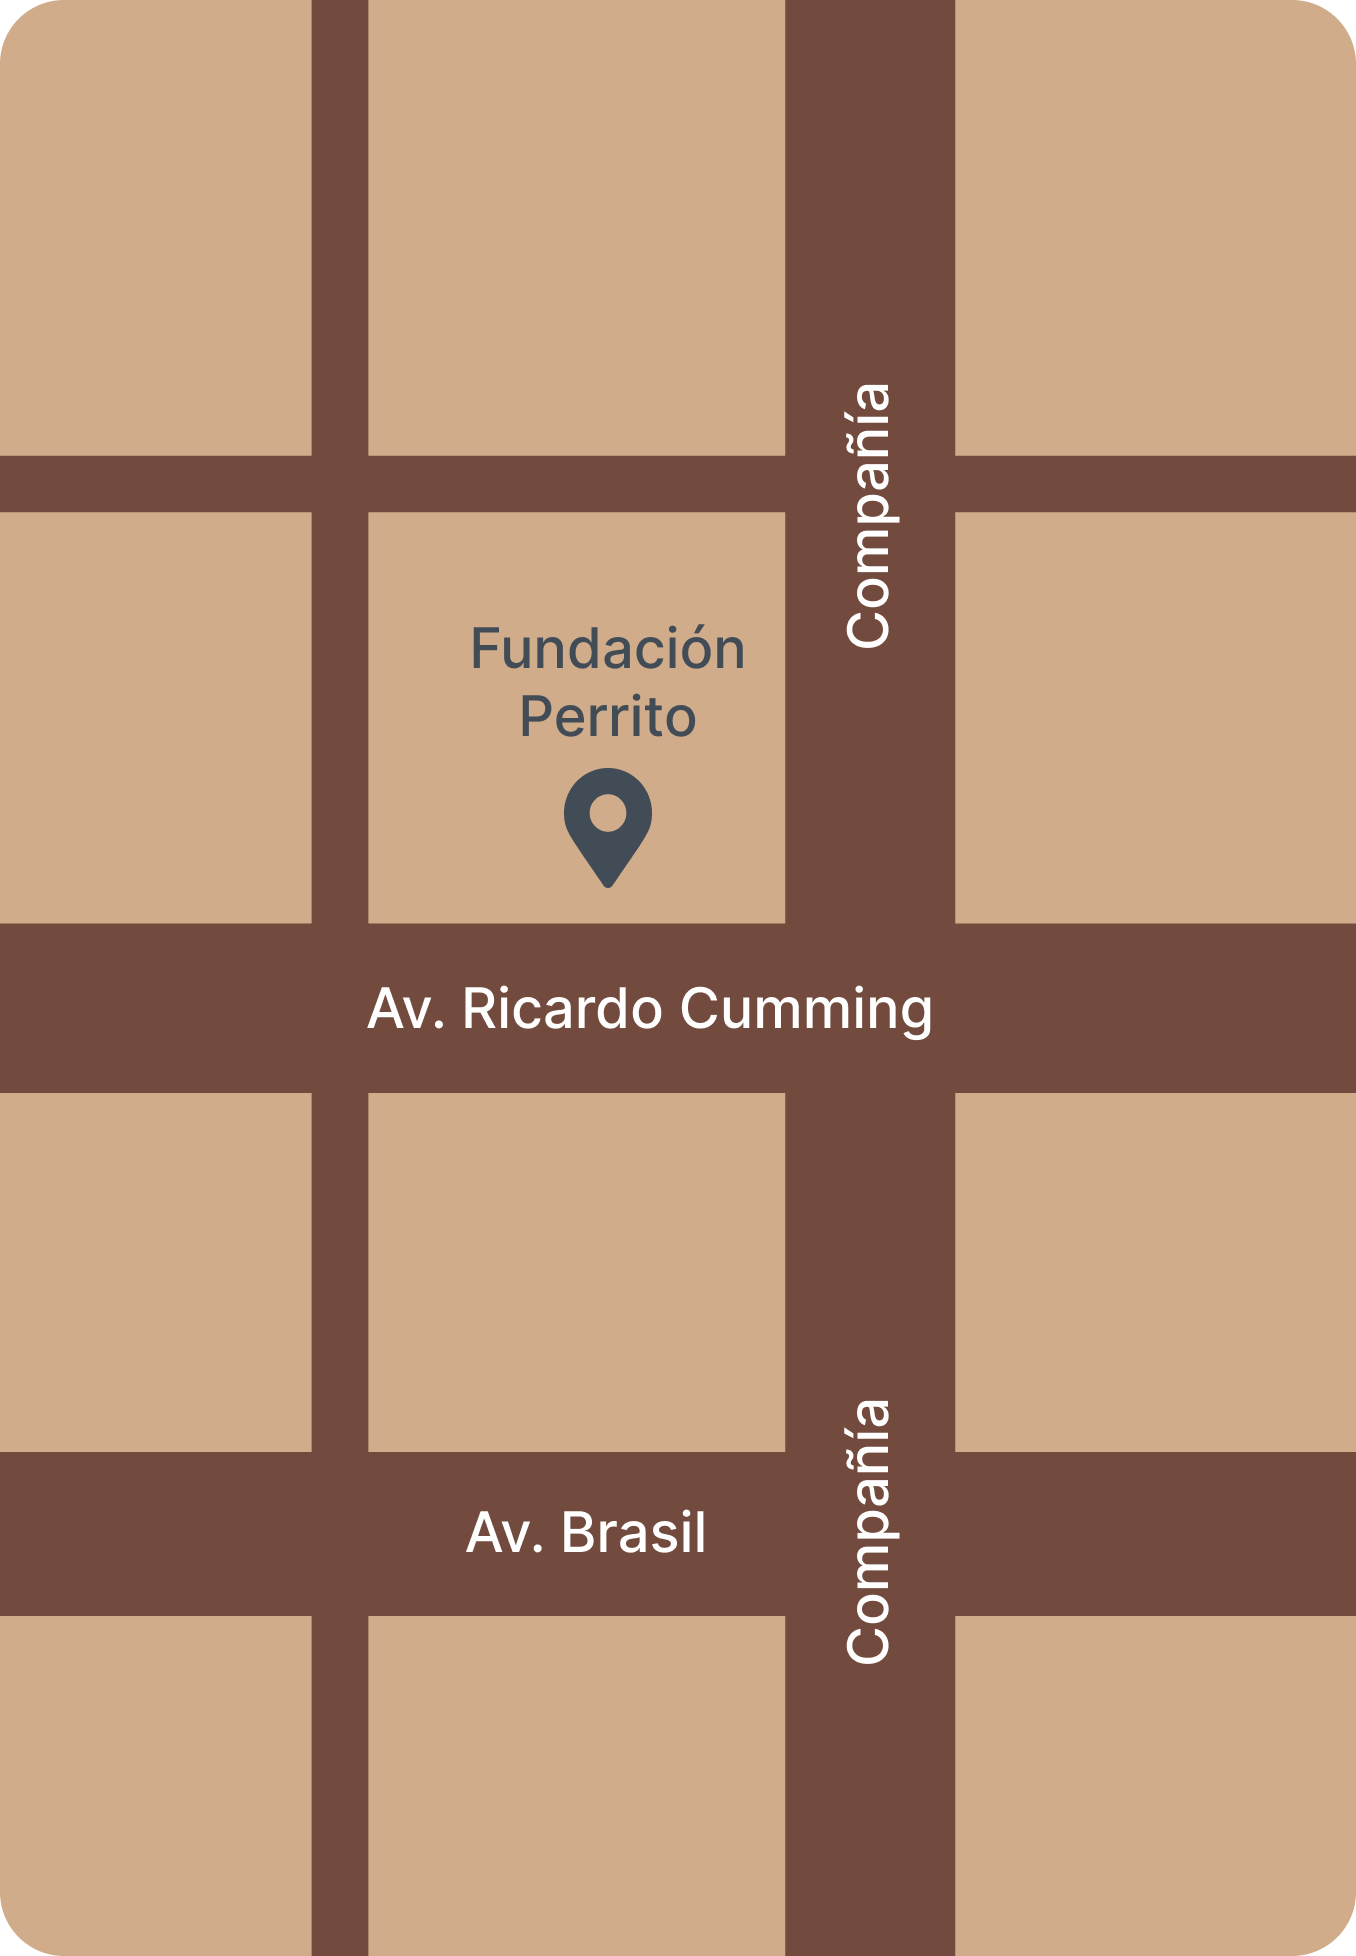 Compañía
Fundación
Perrito
Av. Ricardo Cumming
Compañía
Av. Brasil